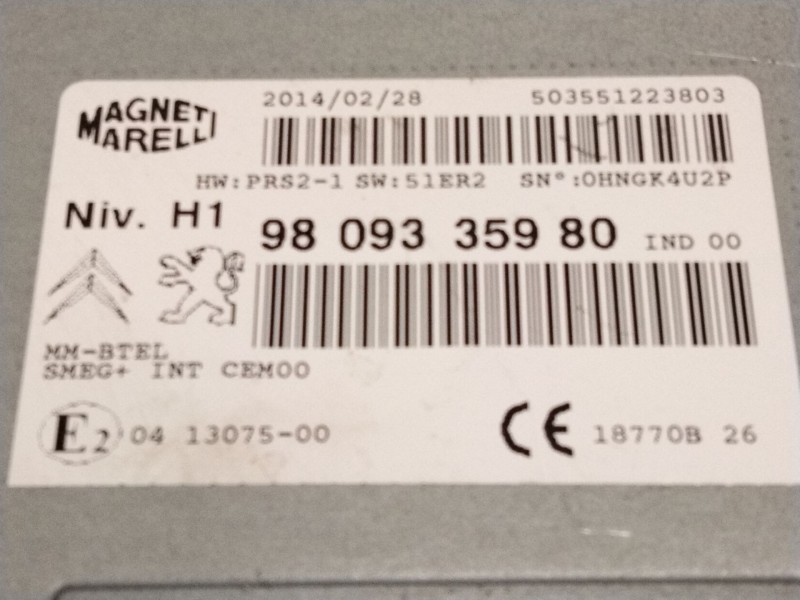 MAGNETI
MARELLI
2014/02/28 503551223803
HW:PRS2-1 SW:51ER2 SN°:0HNGK4U2P
Niv. H1
98 093 359 80 IND 00
MM-BTEL
SMEG+ INT CEM00
E2 04 13075-00
CE 18770B 26